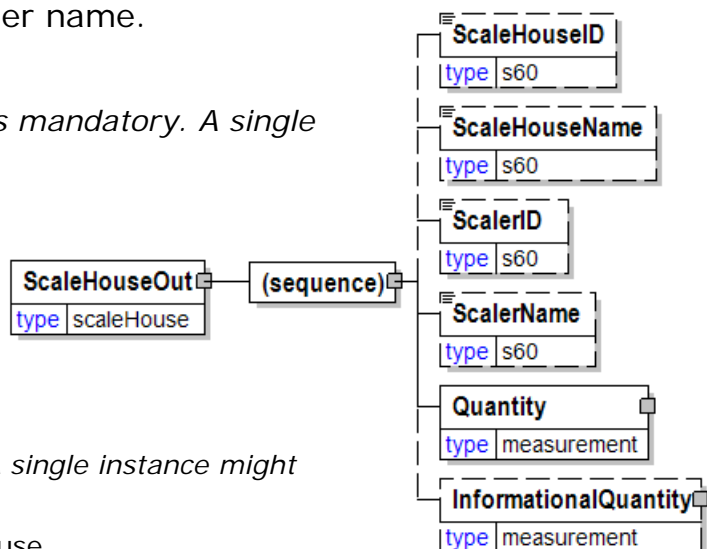 er name.
s mandatory. A single
single instance might
use
ScaleHouseOut
type scaleHouse
(sequence)
ScaleHouseID
type s60
ScaleHouseName
type s60
ScalerID
type s60
ScalerName
type s60
Quantity
type measurement
InformationalQuantity
type measurement